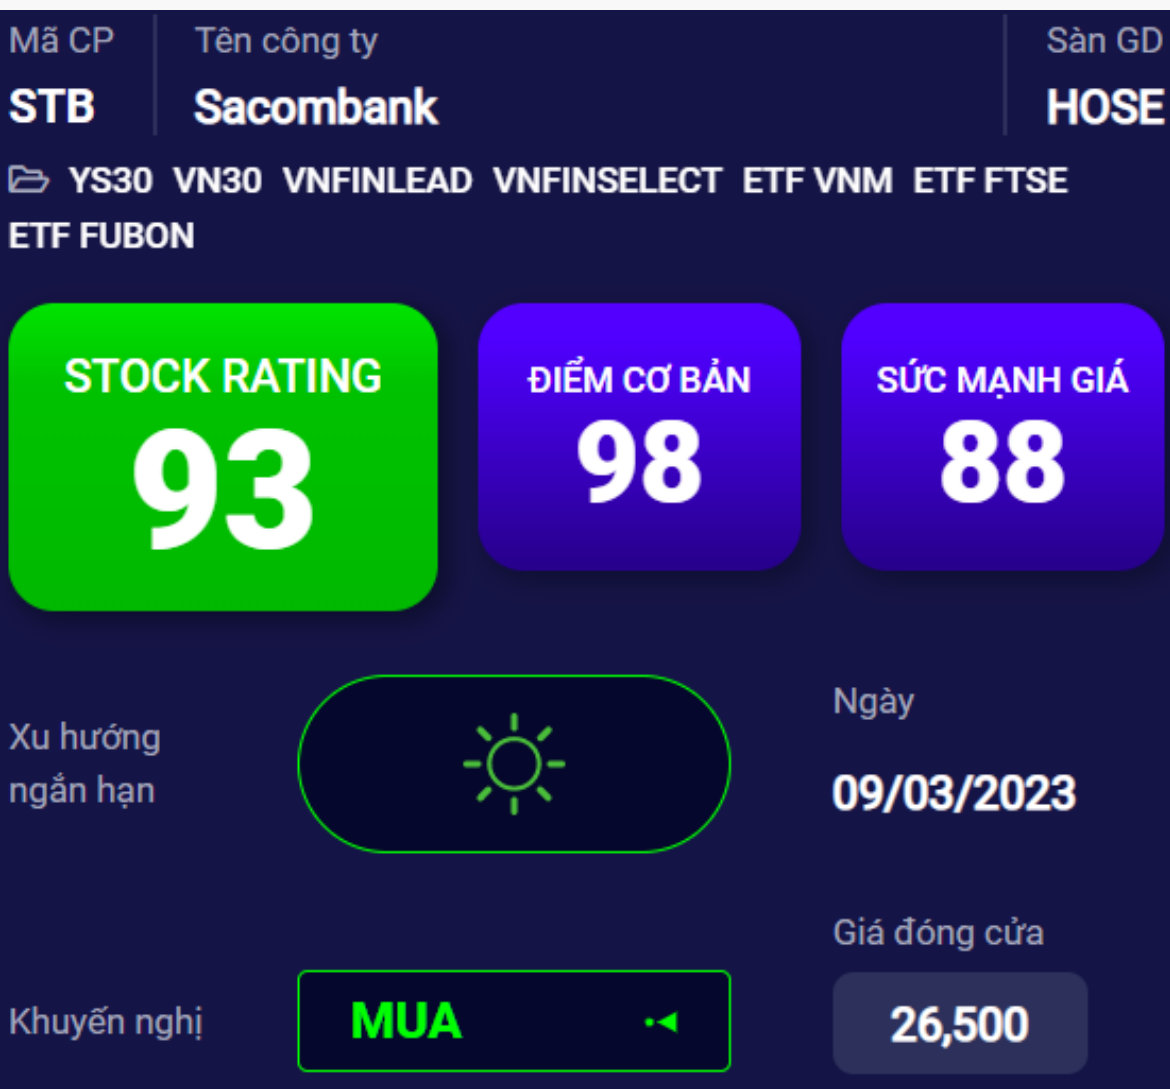 Mã CP Tên công ty Sàn GD
STB Sacombank HOSE
YS30 VN30 VNFINLEAD VNFINSELECT ETF VNM ETF FTSE
ETF FUBON
STOCK RATING
93
ĐIỂM CƠ BẢN
98
SỨC MẠNH GIÁ
88
Xu hướng
ngắn hạn
Ngày
09/03/2023
Khuyến nghị
MUA
Giá đóng cửa
26,500